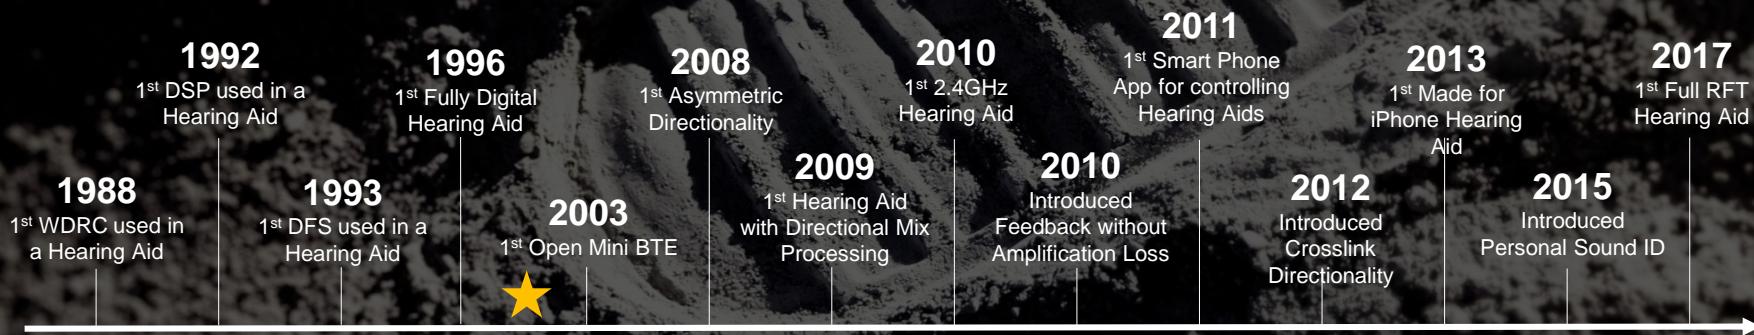 1988
1st WDRC used in
a Hearing Aid
1992
1st DSP used in a
Hearing Aid
1993
1st DFS used in a
Hearing Aid
1996
1st Fully Digital
Hearing Aid
2003
1st Open Mini BTE
2008
1st Asymmetric
Directionality
2009
1st Hearing Aid
with Directional Mix
Processing
2010
1st 2.4GHz
Hearing Aid
2010
Introduced
Feedback without
Amplification Loss
2011
1st Smart Phone
App for controlling
Hearing Aids
2012
Introduced
Crosslink
Directionality
2013
1st Made for
iPhone Hearing
Aid
2015
Introduced
Personal Sound ID
2017
1st Full RFT
Hearing Aid